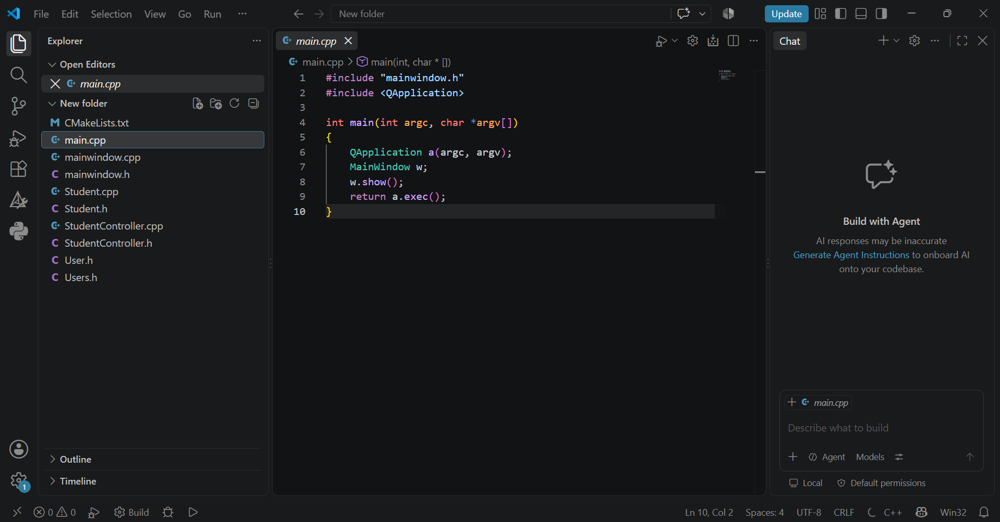 File Edit Selection View Go Run
New folder
Update
Explorer
Open Editors
main.cpp
New folder
CMakeLists.txt
main.cpp
mainwindow.cpp
mainwindow.h
Student.cpp
Student.h
StudentController.cpp
StudentController.h
User.h
Users.h
Outline
Timeline
1
main.cpp
main.cpp > main(int, char * [])
1 #include "mainwindow.h"
2 #include <QApplication>
3
4 int main(int argc, char *argv[])
5 {
6 QApplication a(argc, argv);
7 MainWindow w;
8 w.show();
9 return a.exec();
10 }
Chat
Build with Agent
AI responses may be inaccurate
Generate Agent Instructions to onboard AI
onto your codebase.
main.cpp
Describe what to build
Agent Models
Local Default permissions
0 0 Build
Ln 10, Col 2 Spaces: 4 UTF-8 CRLF C++ Win32